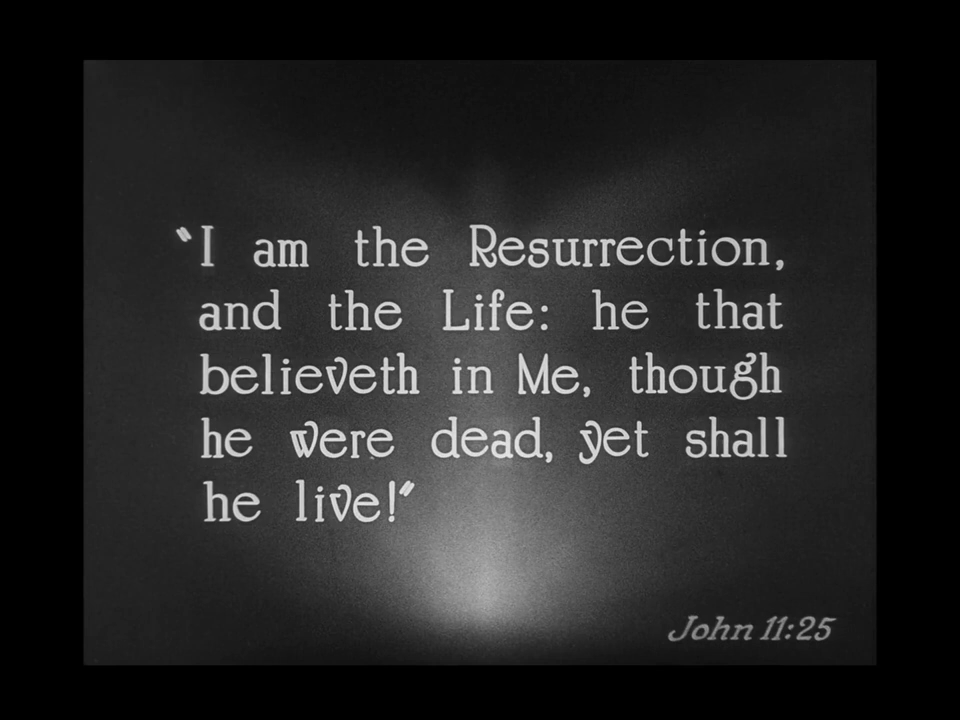 "I am the Resurrection,
and the Life: he that
believeth in Me, though
he were dead, yet shall
he live!"
John 11:25